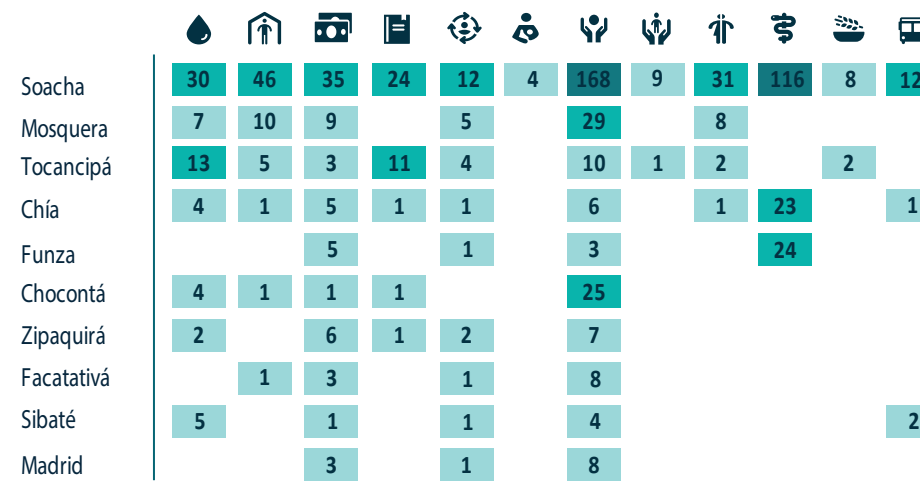 Soacha 30 46 35 24 12 4 168 9 31 116 8 12
Mosquera 7 10 9 5 29 8
Tocancipá 13 5 3 11 4 10 1 2 2
Chía 4 1 5 1 1 6 1 23 1
Funza 5 1 3 24
Chocontá 4 1 1 1 25
Zipaquirá 2 6 1 2 7
Facatativá 1 3 1 8
Sibaté 5 1 1 4 2
Madrid 3 1 8